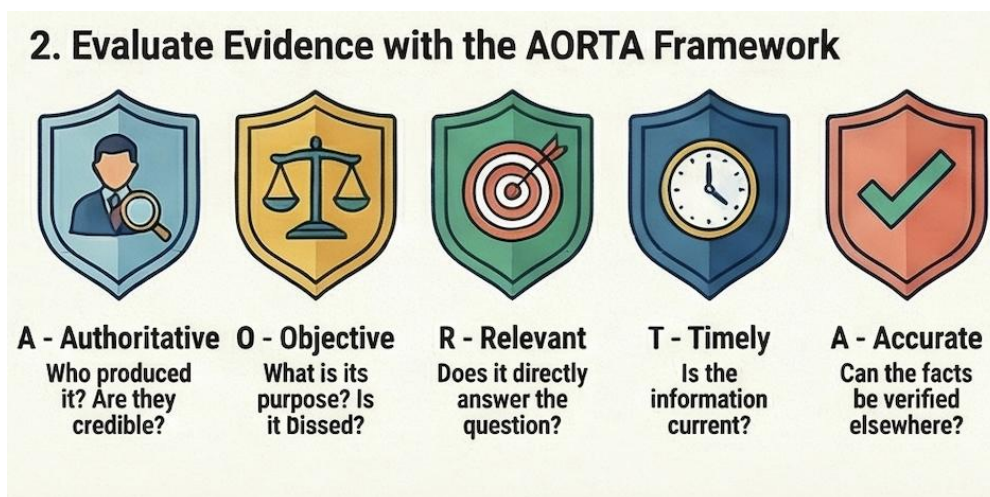 2. Evaluate Evidence with the AORTA Framework
A - Authoritative
Who produced
it? Are they
credible?
O - Objective
What is its
purpose? Is
it Dissed?
R - Relevant
Does it directly
answer the
question?
T - Timely
Is the
information
current?
A - Accurate
Can the facts
be verified
elsewhere?